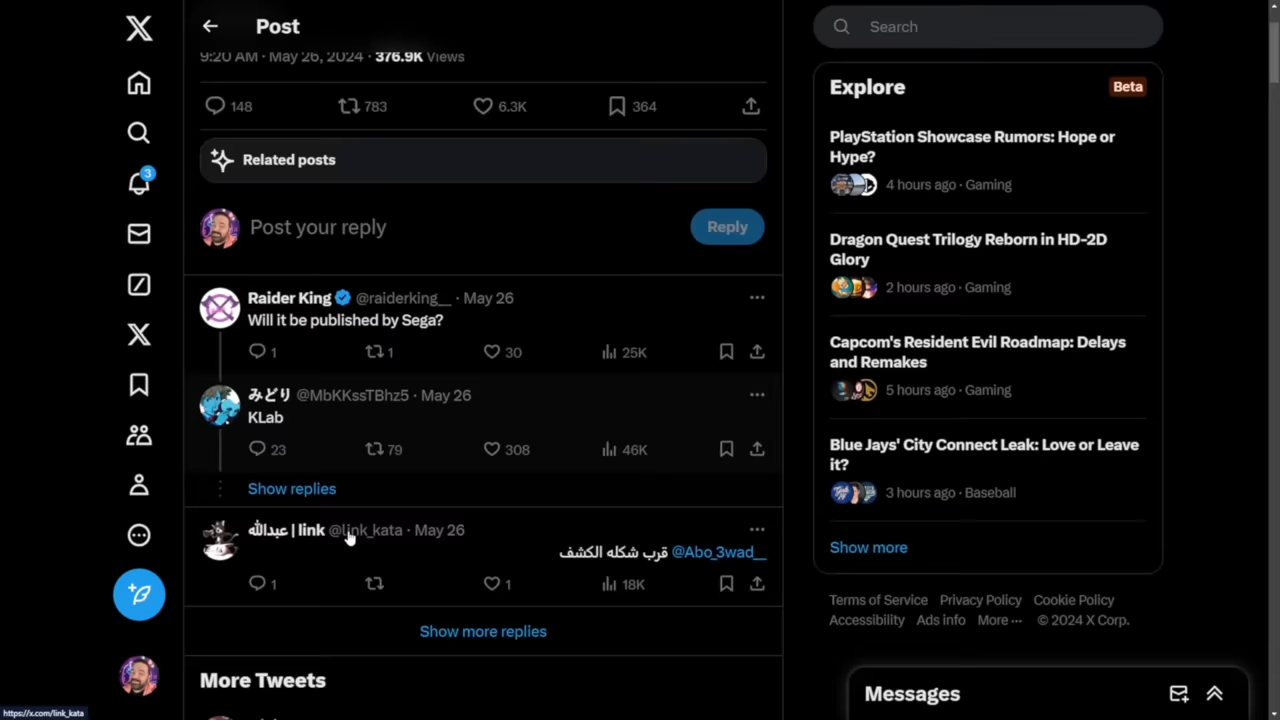 Post
9:20 AM · May 26, 2024 · 376.9K Views
148 783 6.3K 364
Related posts
Post your reply
Reply
Raider King @raiderking__ · May 26
Will it be published by Sega?
1 1 30 25K
みどり @MbKKssTBhz5 · May 26
KLab
23 79 308 46K
Show replies
عبدالله | link @link_kata · May 26
@Abo_3wad__ قرب شكله الكشف
1 1 18K
Show more replies
More Tweets
3
https://x.com/link_kata
Search
Explore
Beta
PlayStation Showcase Rumors: Hope or
Hype?
4 hours ago · Gaming
Dragon Quest Trilogy Reborn in HD-2D
Glory
2 hours ago · Gaming
Capcom's Resident Evil Roadmap: Delays
and Remakes
5 hours ago · Gaming
Blue Jays' City Connect Leak: Love or Leave
it?
3 hours ago · Baseball
Show more
Terms of Service Privacy Policy Cookie Policy
Accessibility Ads info More ··· © 2024 X Corp.
Messages